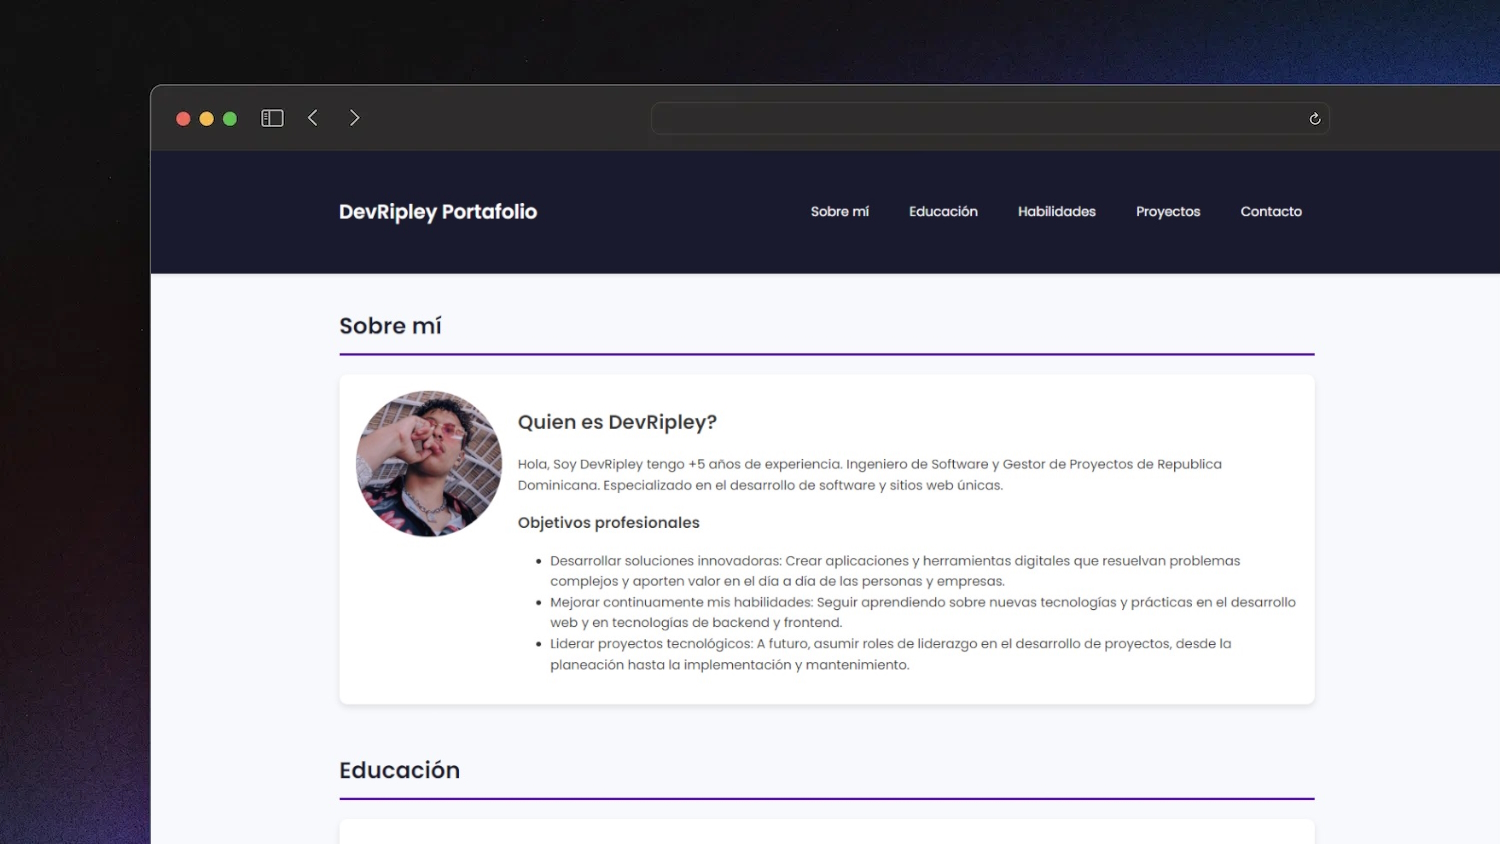 DevRipley Portafolio
Sobre mí
Educación
Habilidades
Proyectos
Contacto
Sobre mí
Quien es DevRipley?
Hola, Soy DevRipley tengo +5 años de experiencia. Ingeniero de Software y Gestor de Proyectos de Republica
Dominicana. Especializado en el desarrollo de software y sitios web únicas.
Objetivos profesionales
• Desarrollar soluciones innovadoras: Crear aplicaciones y herramientas digitales que resuelvan problemas
complejos y aporten valor en el día a día de las personas y empresas.
• Mejorar continuamente mis habilidades: Seguir aprendiendo sobre nuevas tecnologías y prácticas en el desarrollo
web y en tecnologías de backend y frontend.
• Liderar proyectos tecnológicos: A futuro, asumir roles de liderazgo en el desarrollo de proyectos, desde la
planeación hasta la implementación y mantenimiento.
Educación